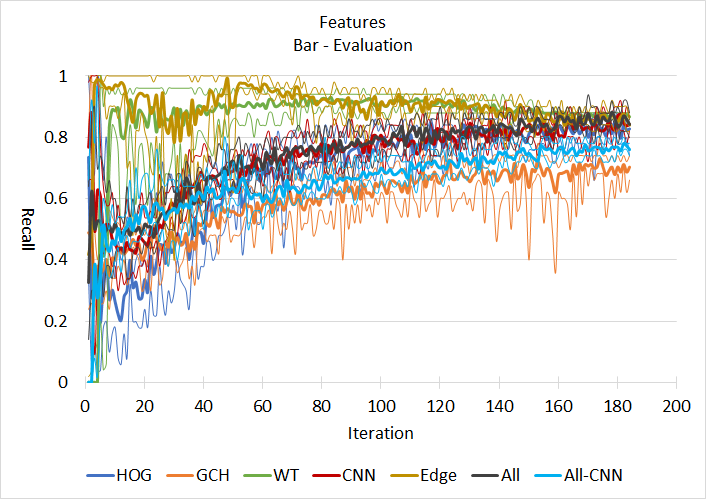 Features
Bar - Evaluation
1
0.8
0.6
0.4
0.2
0
Recall
0 20 40 60 80 100 120 140 160 180 200
Iteration
HOG GCH WT CNN Edge All All-CNN